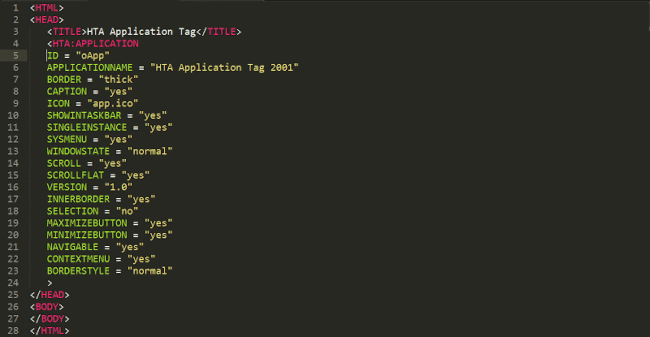 1 <HTML>
2 <HEAD>
3 <TITLE>HTA Application Tag</TITLE>
4 <HTA:APPLICATION
5 ID = "oApp"
6 APPLICATIONNAME = "HTA Application Tag 2001"
7 BORDER = "thick"
8 CAPTION = "yes"
9 ICON = "app.ico"
10 SHOWINTASKBAR = "yes"
11 SINGLEINSTANCE = "yes"
12 SYSMENU = "yes"
13 WINDOWSTATE = "normal"
14 SCROLL = "yes"
15 SCROLLFLAT = "yes"
16 VERSION = "1.0"
17 INNERBORDER = "yes"
18 SELECTION = "no"
19 MAXIMIZEBUTTON = "yes"
20 MINIMIZEBUTTON = "yes"
21 NAVIGABLE = "yes"
22 CONTEXTMENU = "yes"
23 BORDERSTYLE = "normal"
24 >
25 </HEAD>
26 <BODY>
27 </BODY>
28 </HTML>